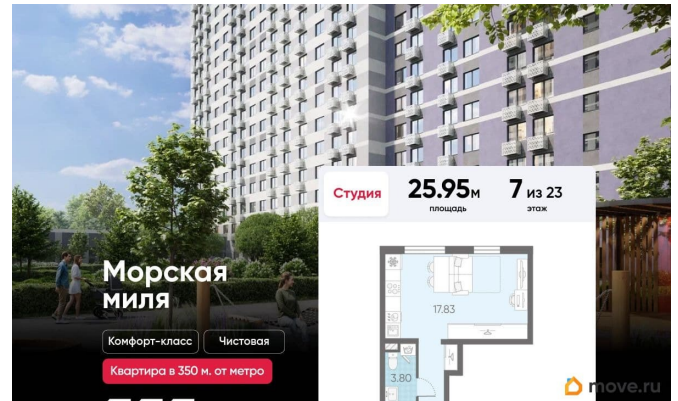 Студия
25.95м
площадь
7 из 23
этаж
Морская
миля
Комфорт-класс
Чистовая
Квартира в 350 м. от метро
17.83
3.80
move.ru